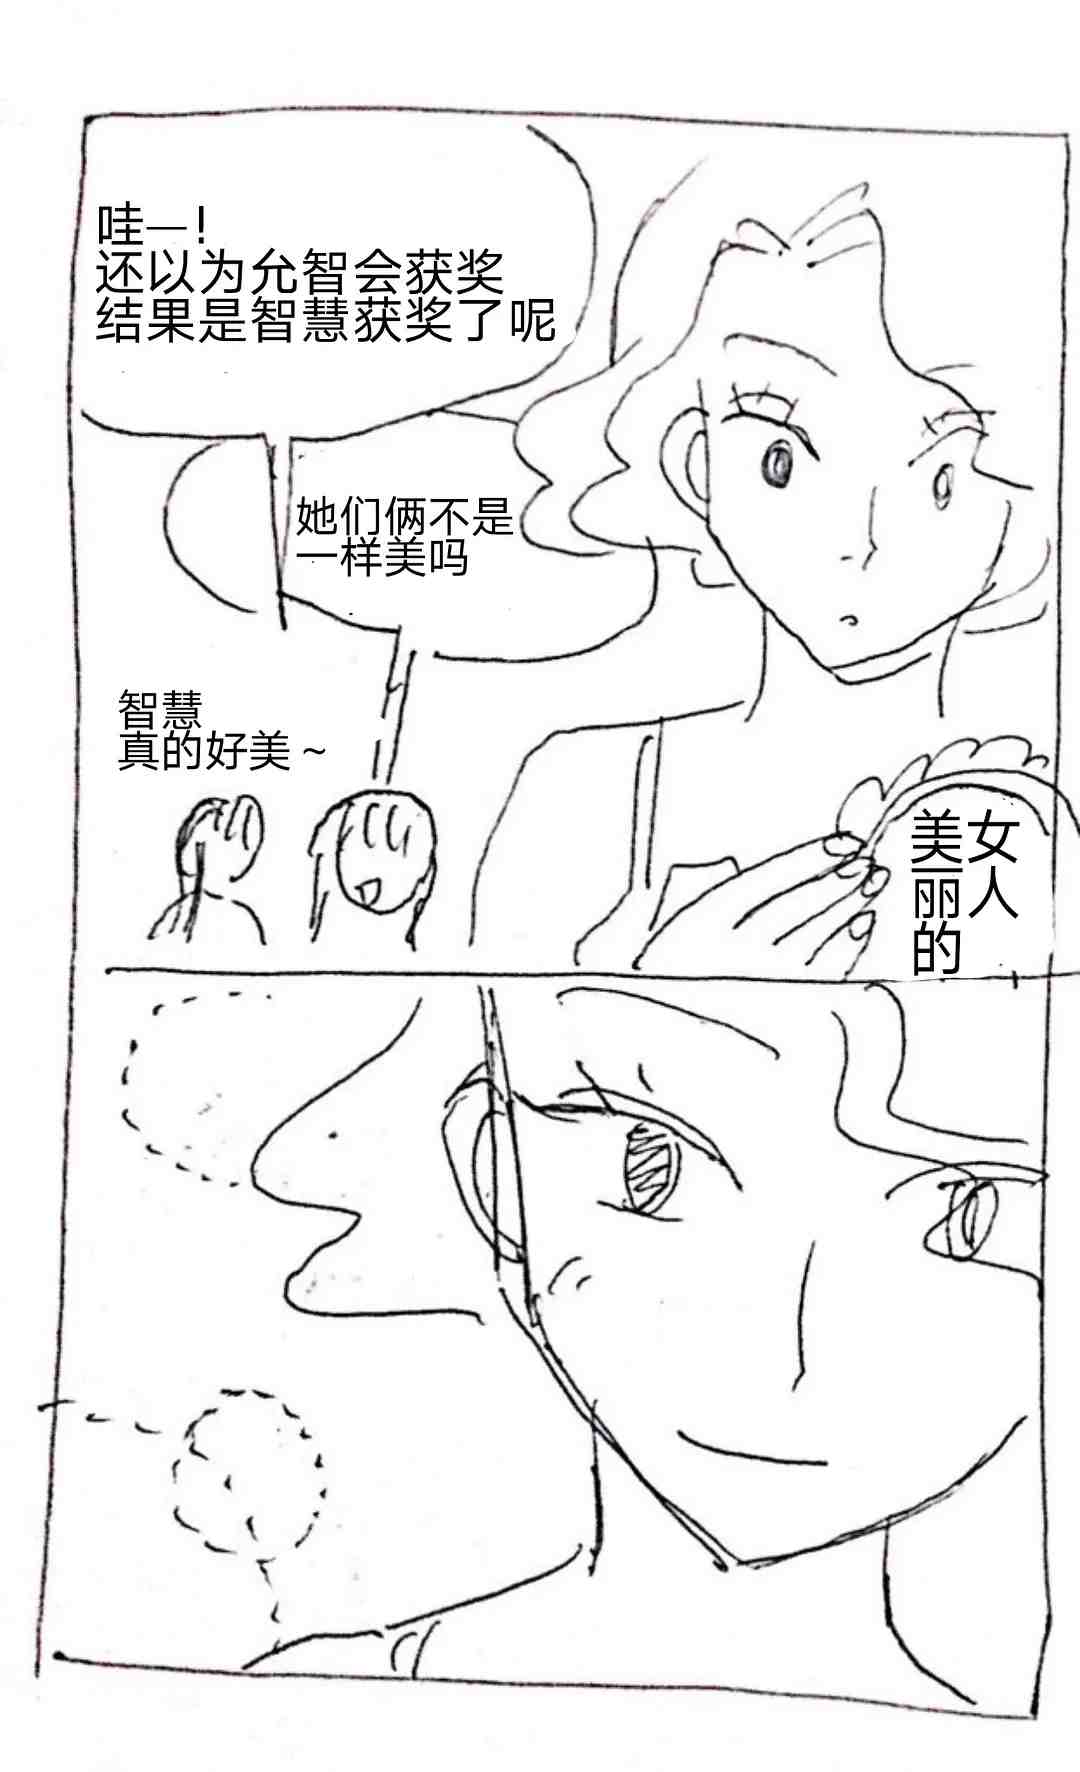 哇—!
还以为允智会获奖
结果是智慧获奖了呢
她们俩不是
一样美吗
智慧
真的好美～
美丽的
女人